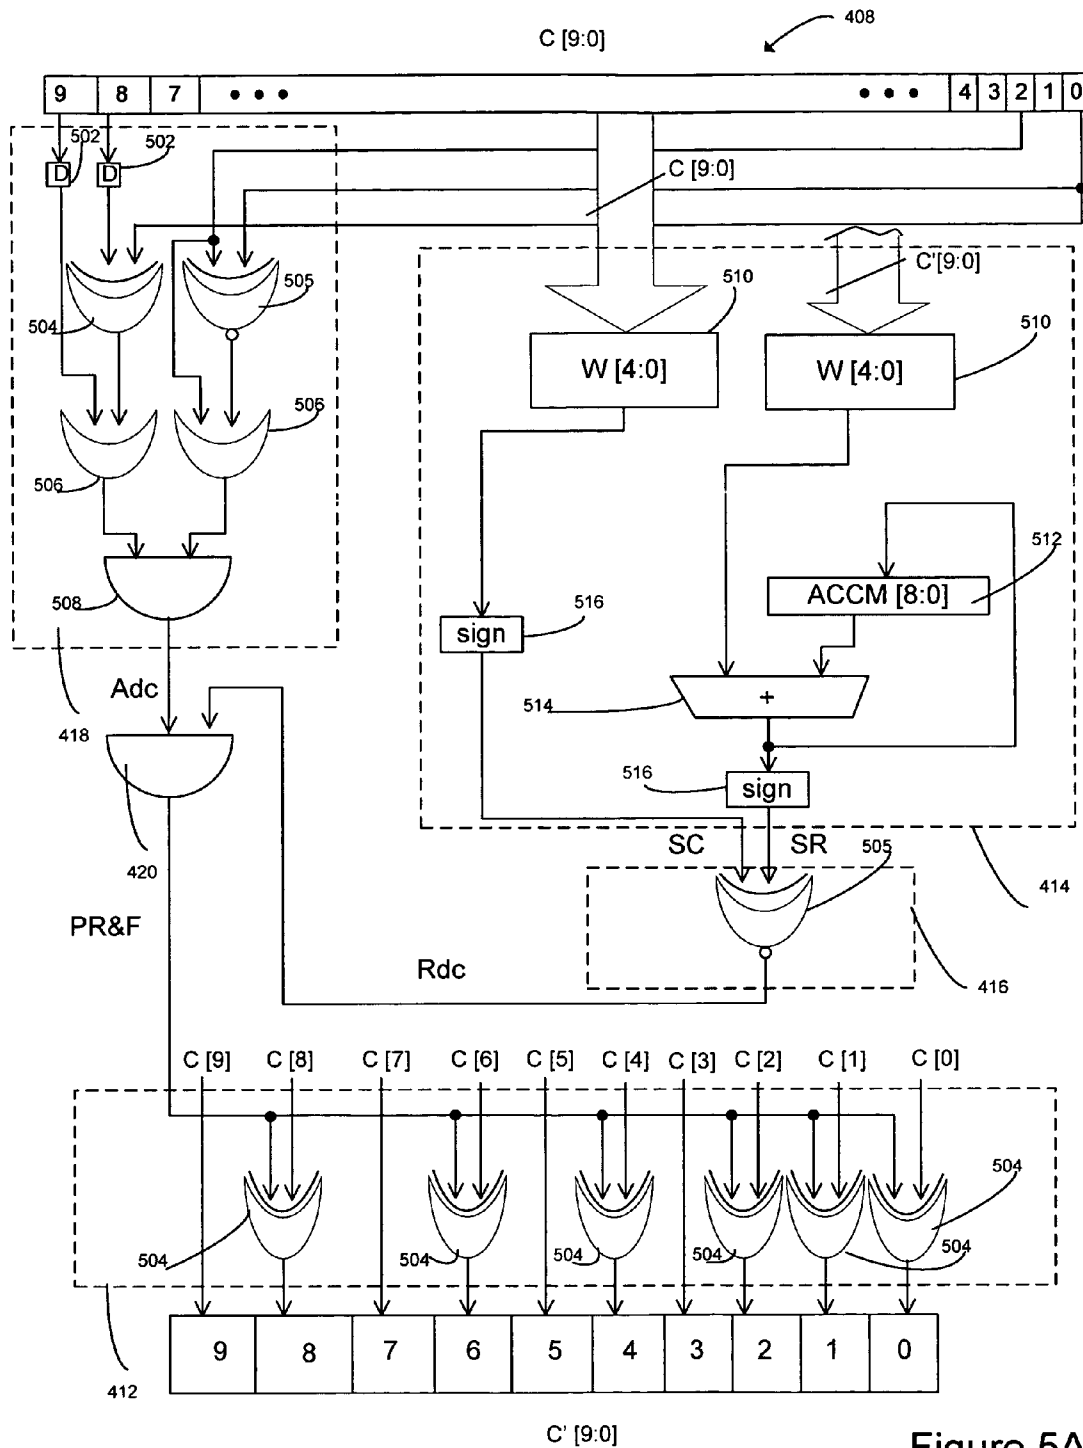 408
C [9:0]
9 8 7 • • • • • • 4 3 2 1 0
502
502
D D
C [9:0]
C'[9:0]
505
510
504
510
W [4:0]
W [4:0]
506
506
512
ACCM [8:0]
508
516
sign
Adc
514
+
418
516
sign
SC SR
505
420
414
PR&F
Rdc
416
C [9] C [8] C [7] C [6] C [5] C [4] C [3] C [2] C [1] C [0]
504
504 504 504 504 504
9 8 7 6 5 4 3 2 1 0
412
C' [9:0]
Figure 5A